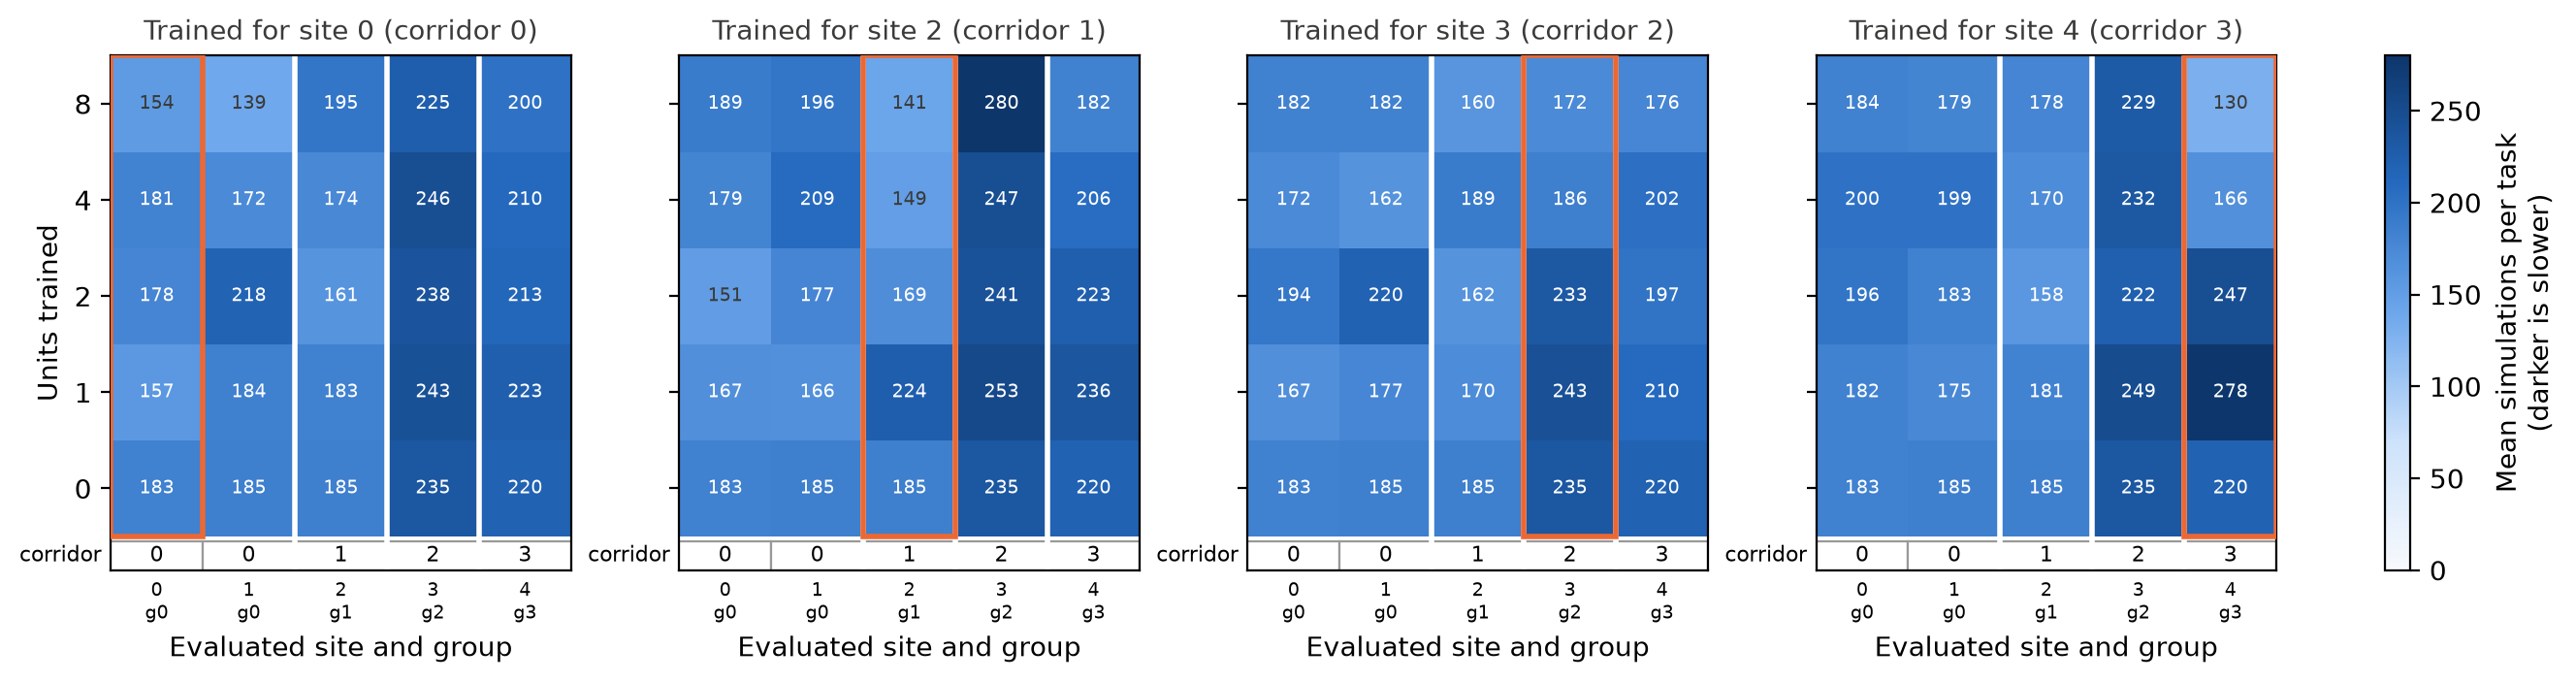 Trained for site 0 (corridor 0)
Trained for site 2 (corridor 1)
Trained for site 3 (corridor 2)
Trained for site 4 (corridor 3)
Units trained
8 154 139 195 225 200
4 181 172 174 246 210
2 178 218 161 238 213
1 157 184 183 243 223
0 183 185 185 235 220
corridor 0 0 1 2 3
0 1 2 3 4
g0 g0 g1 g2 g3
Evaluated site and group
189 196 141 280 182
179 209 149 247 206
151 177 169 241 223
167 166 224 253 236
183 185 185 235 220
corridor 0 0 1 2 3
0 1 2 3 4
g0 g0 g1 g2 g3
Evaluated site and group
182 182 160 172 176
172 162 189 186 202
194 220 162 233 197
167 177 170 243 210
183 185 185 235 220
corridor 0 0 1 2 3
0 1 2 3 4
g0 g0 g1 g2 g3
Evaluated site and group
184 179 178 229 130
200 199 170 232 166
196 183 158 222 247
182 175 181 249 278
183 185 185 235 220
corridor 0 0 1 2 3
0 1 2 3 4
g0 g0 g1 g2 g3
Evaluated site and group
250
200
150
100
50
0
Mean simulations per task
(darker is slower)